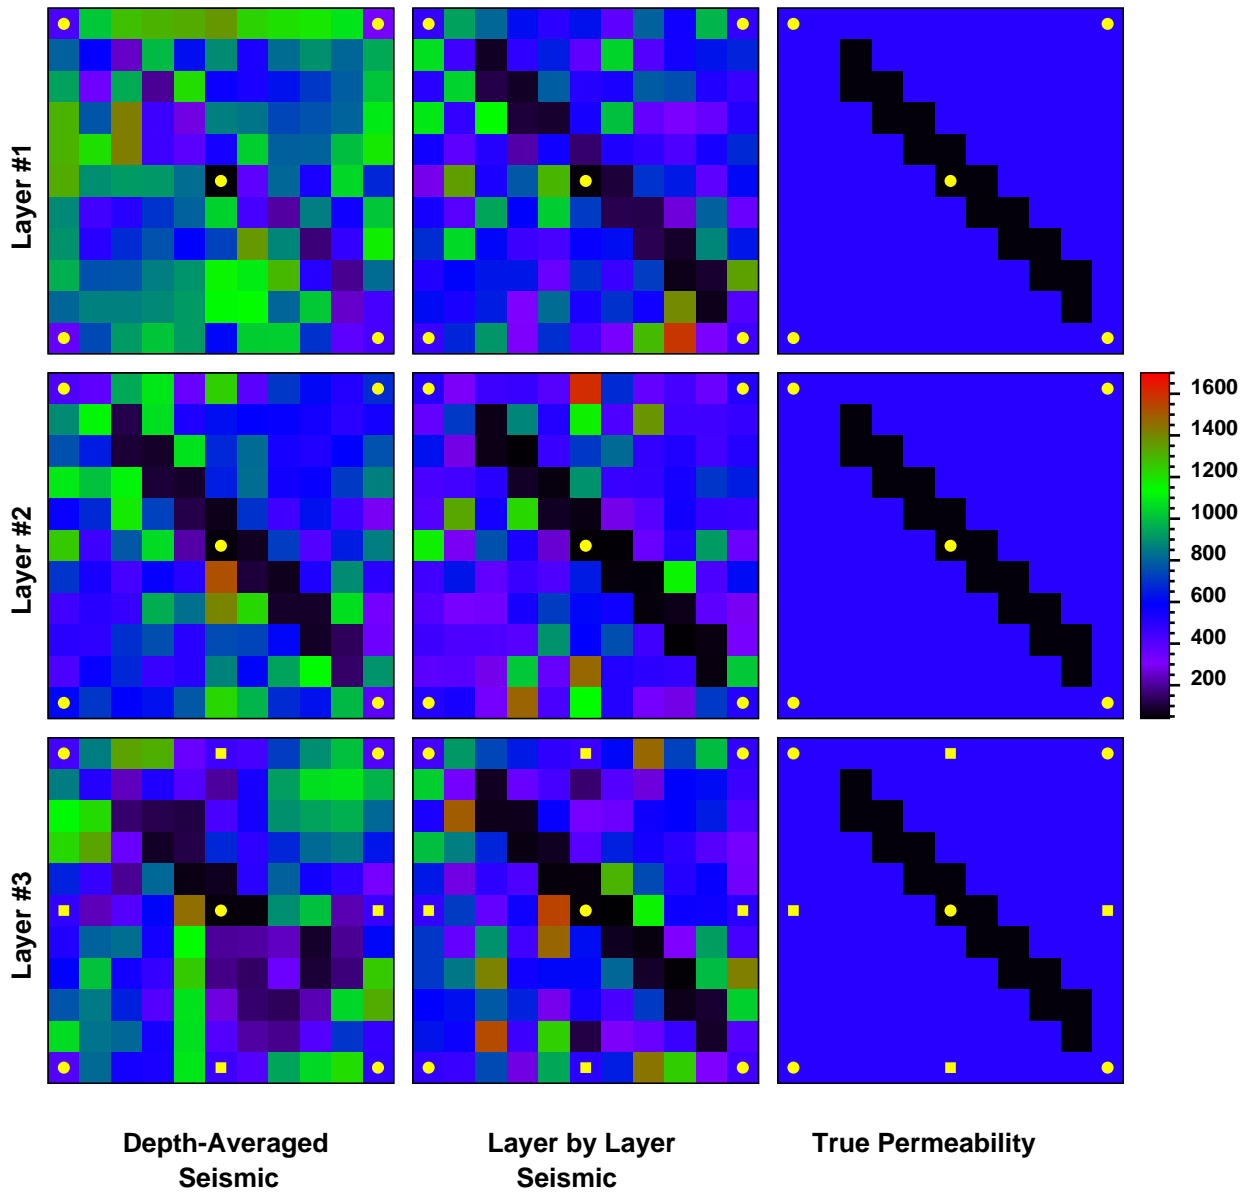 Layer #1
Layer #2
Layer #3
1600
1400
1200
1000
800
600
400
200
Depth-Averaged
Seismic
Layer by Layer
Seismic
True Permeability